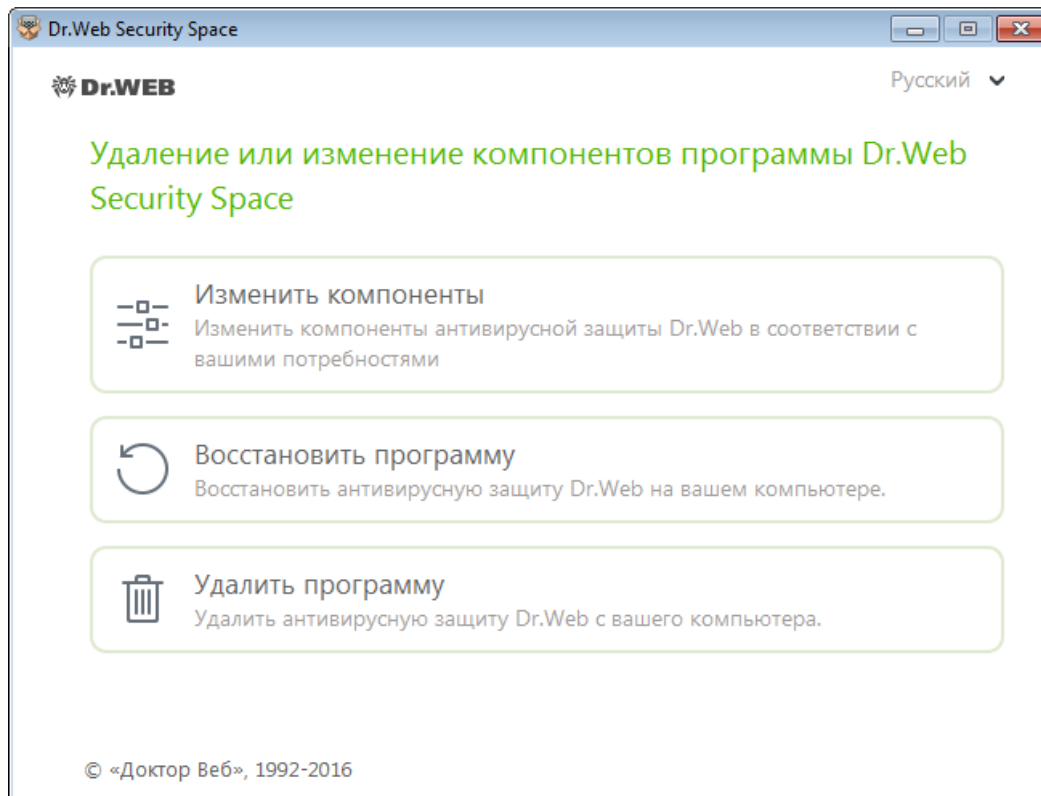 Dr.Web Security Space
Dr.WEB
Русский
Удаление или изменение компонентов программы Dr.Web
Security Space
Изменить компоненты
Изменить компоненты антивирусной защиты Dr.Web в соответствии с
вашими потребностями
Восстановить программу
Восстановить антивирусную защиту Dr.Web на вашем компьютере.
Удалить программу
Удалить антивирусную защиту Dr.Web с вашего компьютера.
© «Доктор Веб», 1992-2016